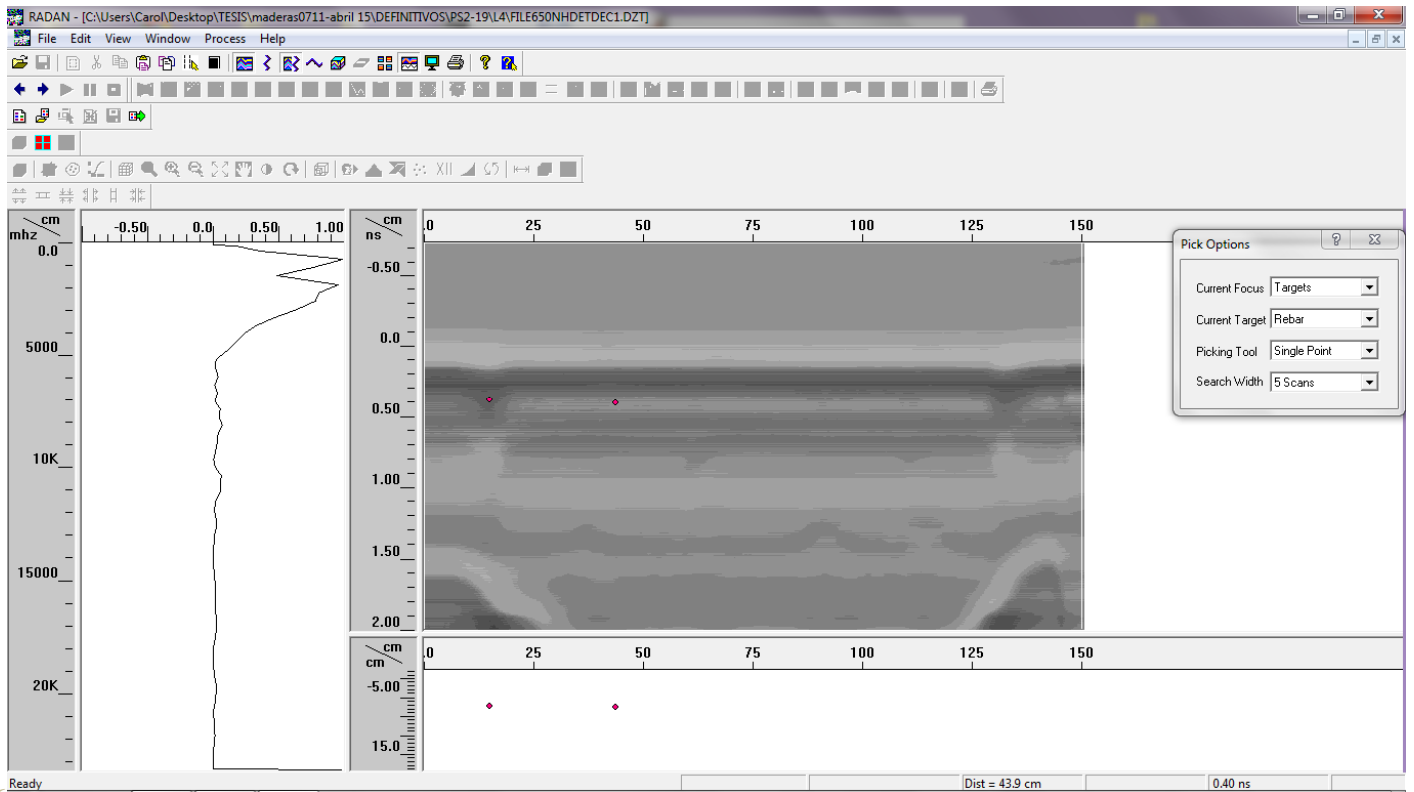 RADAN - [C:\Users\Carol\Desktop\TESIS\maderas0711-abril 15\DEFINITIVOS\PS2-19\L4\FILE650NHDETDEC1.DZT]
File Edit View Window Process Help
XII
cm
mhz
-0.50 0.0 0.50 1.00
0.0
5000
10K
15000
20K
cm
ns
.0 25 50 75 100 125 150
-0.50
0.0
0.50
1.00
1.50
2.00
Pick Options
Current Focus Targets
Current Target Rebar
Picking Tool Single Point
Search Width 5 Scans
cm
cm
.0 25 50 75 100 125 150
-5.00
15.0
Ready Dist = 43.9 cm 0.40 ns